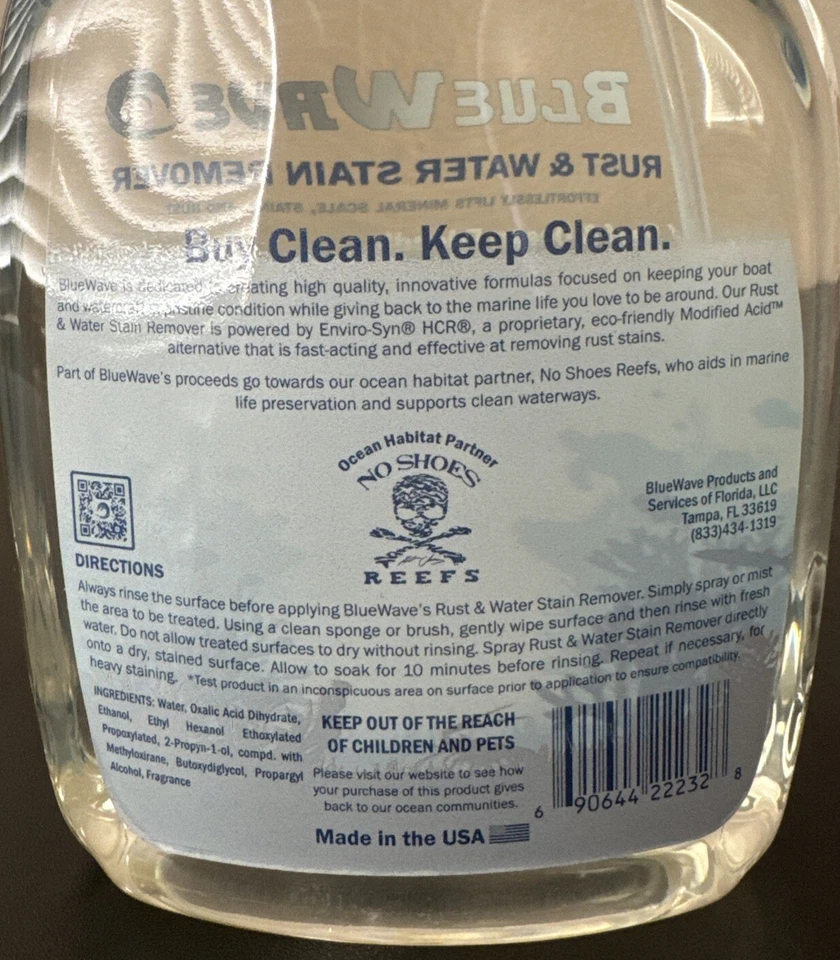 BLUEWAVE
RUST & WATER STAIN REMOVER
EFFORTLESSLY LIFTS MINERAL SCALE, STAINS, AND RUST
Buy Clean. Keep Clean.
BlueWave is dedicated to creating high quality, innovative formulas focused on keeping your boat
and watercraft in pristine condition while giving back to the marine life you love to be around. Our Rust
& Water Stain Remover is powered by Enviro-Syn® HCR®, a proprietary, eco-friendly Modified Acid™
alternative that is fast-acting and effective at removing rust stains.
Part of BlueWave's proceeds go towards our ocean habitat partner, No Shoes Reefs, who aids in marine
life preservation and supports clean waterways.
Ocean Habitat Partner
NO SHOES
REEFS
BlueWave Products and
Services of Florida, LLC
Tampa, FL 33619
(833)434-1319
DIRECTIONS
Always rinse the surface before applying BlueWave's Rust & Water Stain Remover. Simply spray or mist
the area to be treated. Using a clean sponge or brush, gently wipe surface and then rinse with fresh
water. Do not allow treated surfaces to dry without rinsing. Spray Rust & Water Stain Remover directly
onto a dry, stained surface. Allow to soak for 10 minutes before rinsing. Repeat if necessary, for
heavy staining. *Test product in an inconspicuous area on surface prior to application to ensure compatibility.
INGREDIENTS: Water, Oxalic Acid Dihydrate,
Ethanol, Ethyl Hexanol Ethoxylated
Propoxylated, 2-Propyn-1-ol, compd. with
Methyloxirane, Butoxydiglycol, Propargyl
Alcohol, Fragrance
KEEP OUT OF THE REACH
OF CHILDREN AND PETS
Please visit our website to see how
your purchase of this product gives
back to our ocean communities.
Made in the USA
6 90644 22232 8